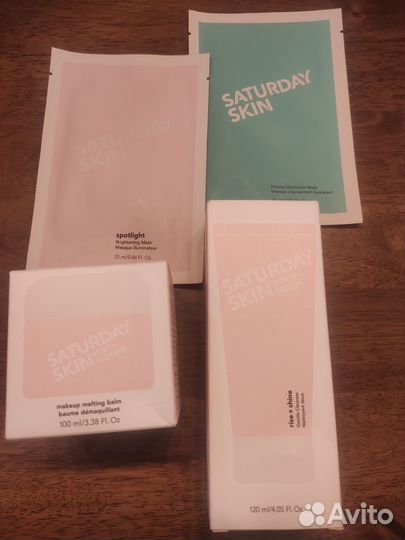 SATURDAY
SKIN
spotlight
Brightening Mask
Masque Illuminateur
25 ml/0.84 Fl. Oz
SATURDAY
SKIN
Intense Hydration Mask
SATURDAY
SKIN
makeup melting balm
baume démaquillant
100 ml/3.38 Fl. Oz
SATURDAY
SKIN
rise + shine
Gentle Cleanser
Nettoyant doux
120 ml/4.05 Fl. Oz
Avito